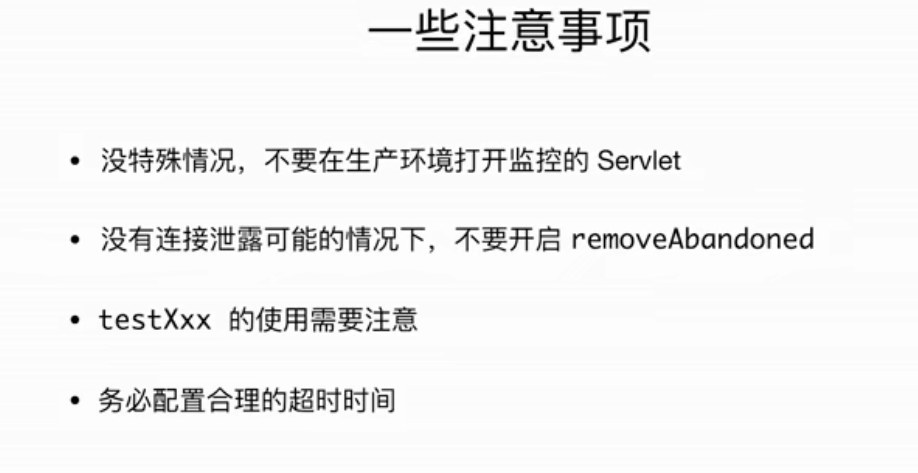 一些注意事项
• 没特殊情况，不要在生产环境打开监控的 Servlet
• 没有连接泄露可能的情况下，不要开启 removeAbandoned
• testXxx 的使用需要注意
• 务必配置合理的超时时间